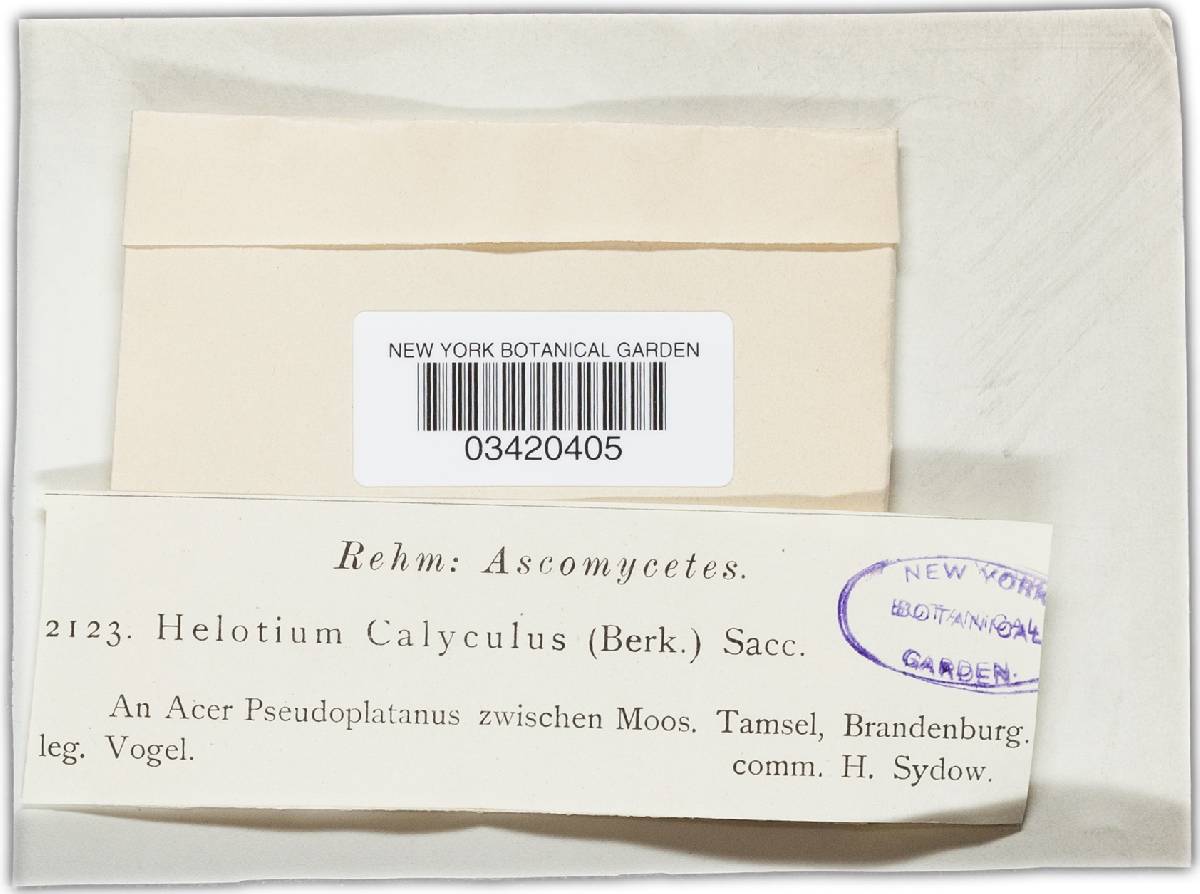 NEW YORK BOTANICAL GARDEN
03420405
Rehm: Ascomycetes.
2123. Helotium Calyculus (Berk.) Sacc.
NEW YORK
BOTANICAL
GARDEN.
An Acer Pseudoplatanus zwischen Moos. Tamsel, Brandenburg.
leg. Vogel. comm. H. Sydow.